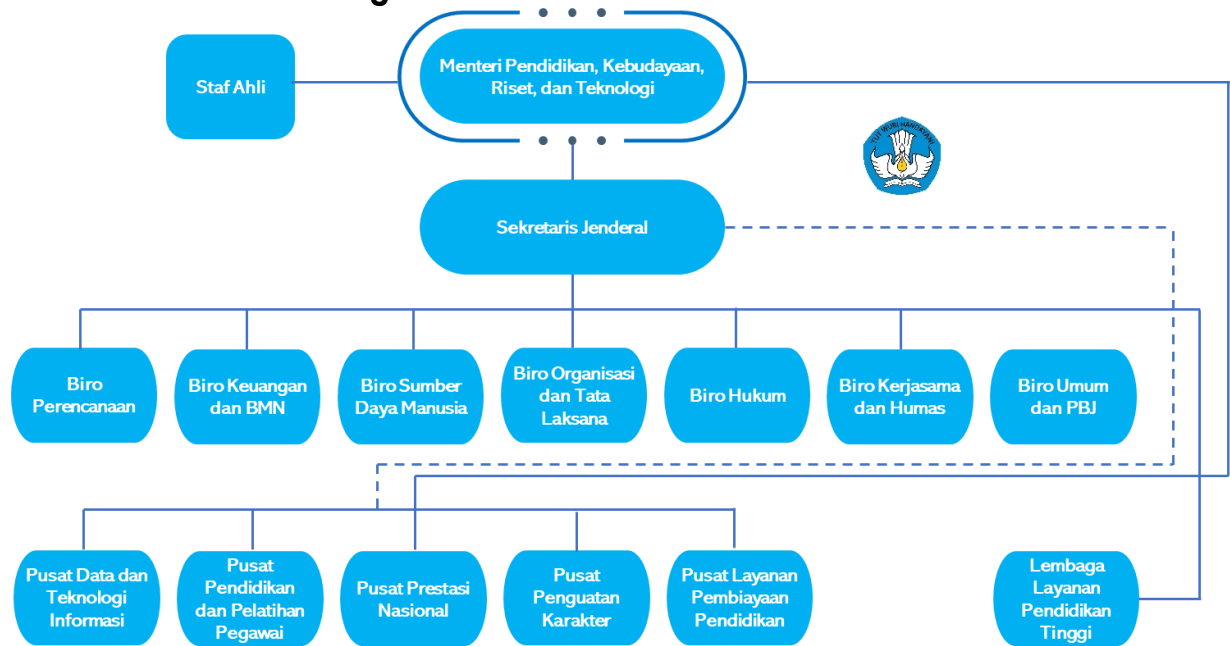 Staf Ahli
Menteri Pendidikan, Kebudayaan,
Riset, dan Teknologi
TUT WURI HANDAYANI
Sekretaris Jenderal
Biro
Perencanaan
Biro Keuangan
dan BMN
Biro Sumber
Daya Manusia
Biro Organisasi
dan Tata
Laksana
Biro Hukum
Biro Kerjasama
dan Humas
Biro Umum
dan PBJ
Pusat Data dan
Teknologi
Informasi
Pusat
Pendidikan
dan Pelatihan
Pegawai
Pusat Prestasi
Nasional
Pusat
Penguatan
Karakter
Pusat Layanan
Pembiayaan
Pendidikan
Lembaga
Layanan
Pendidikan
Tinggi